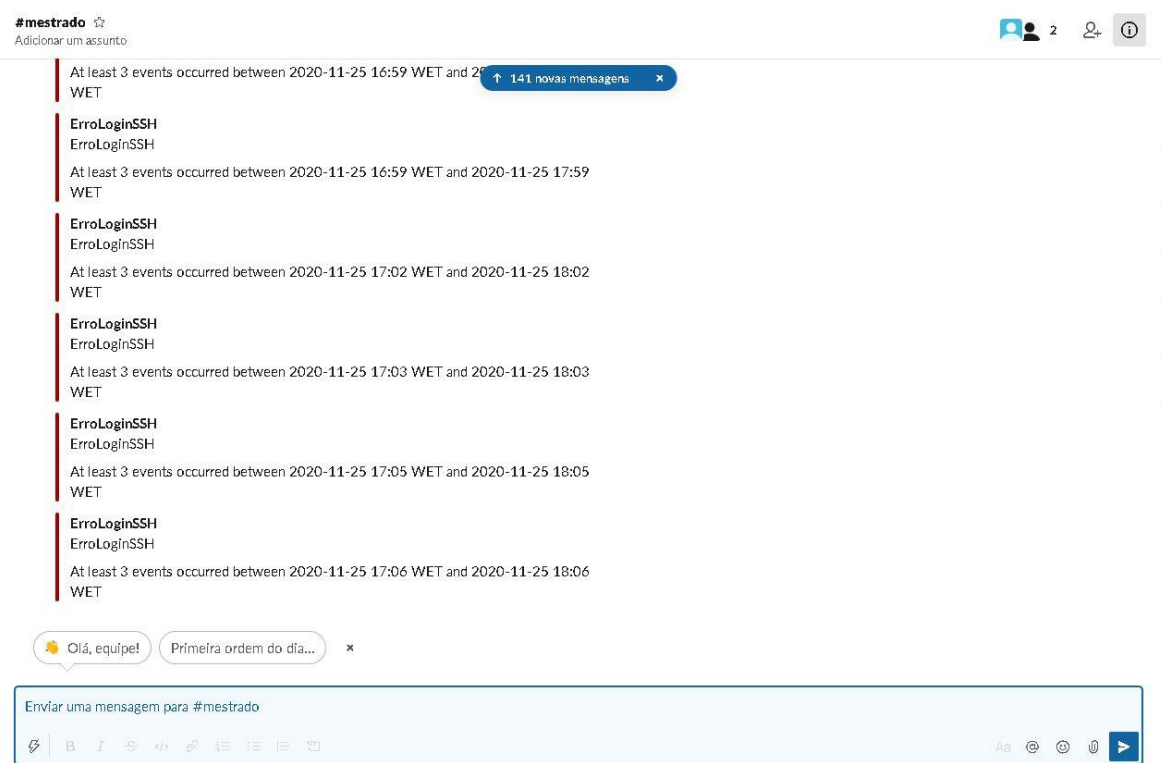 #mestrado
2
Adicionar um assunto
At least 3 events occurred between 2020-11-25 16:59 WET and
↑ 141 novas mensagens ×
WET
ErroLoginSSH
ErroLoginSSH
At least 3 events occurred between 2020-11-25 16:59 WET and 2020-11-25 17:59
WET
ErroLoginSSH
ErroLoginSSH
At least 3 events occurred between 2020-11-25 17:02 WET and 2020-11-25 18:02
WET
ErroLoginSSH
ErroLoginSSH
At least 3 events occurred between 2020-11-25 17:03 WET and 2020-11-25 18:03
WET
ErroLoginSSH
ErroLoginSSH
At least 3 events occurred between 2020-11-25 17:05 WET and 2020-11-25 18:05
WET
ErroLoginSSH
ErroLoginSSH
At least 3 events occurred between 2020-11-25 17:06 WET and 2020-11-25 18:06
WET
👋 Olá, equipe!
Primeira ordem do dia... ×
Enviar uma mensagem para #mestrado
B I S </>
Aa @